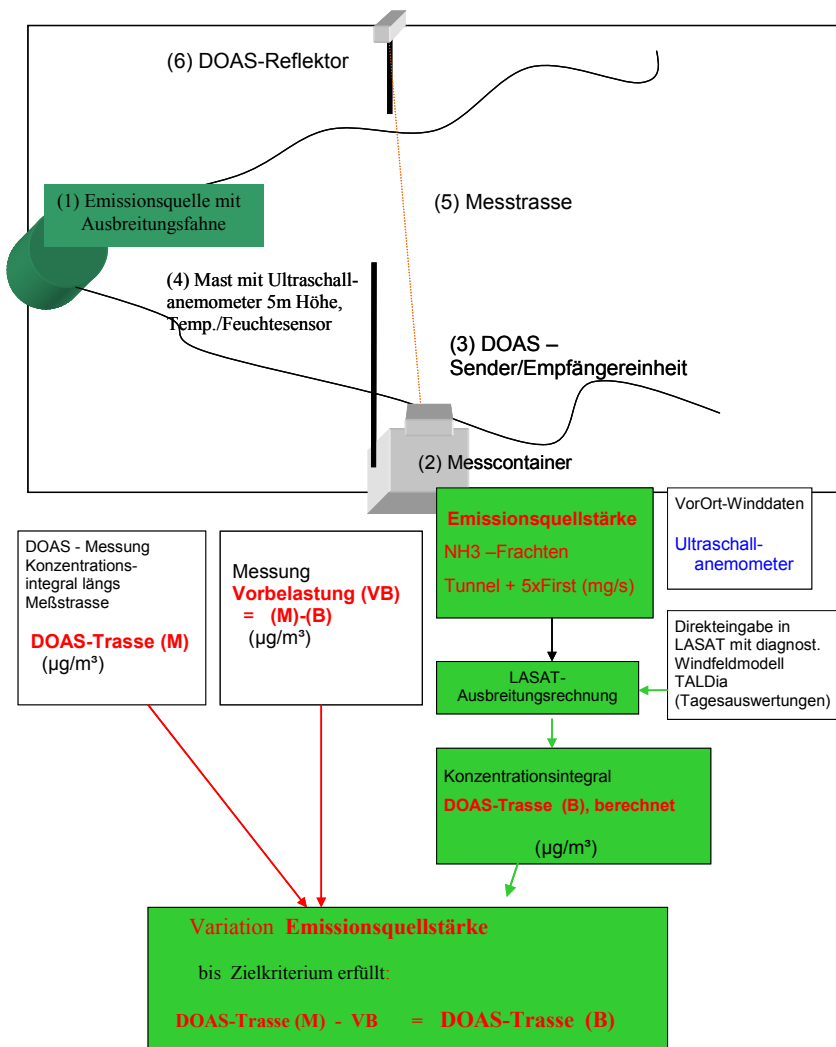 (6) DOAS-Reflektor
(1) Emissionsquelle mit
Ausbreitungsfahne
(5) Messtrasse
(4) Mast mit Ultraschall-
anemometer 5m Höhe,
Temp./Feuchtesensor
(3) DOAS –
Sender/Empfängereinheit
(2) Messcontainer
DOAS - Messung
Konzentrations-
integral längs
Meßstrasse
DOAS-Trasse (M)
(µg/m³)
Messung
Vorbelastung (VB)
= (M)-(B)
(µg/m³)
Emissionsquellstärke
NH3 –Frachten
Tunnel + 5xFirst (mg/s)
VorOrt-Winddaten
Ultraschall-
anemometer
LASAT-
Ausbreitungsrechnung
Direkteingabe in
LASAT mit diagnost.
Windfeldmodell
TALDia
(Tagesauswertungen)
Konzentrationsintegral
DOAS-Trasse (B), berechnet
(µg/m³)
Variation Emissionsquellstärke
bis Zielkriterium erfüllt:
DOAS-Trasse (M) - VB = DOAS-Trasse (B)